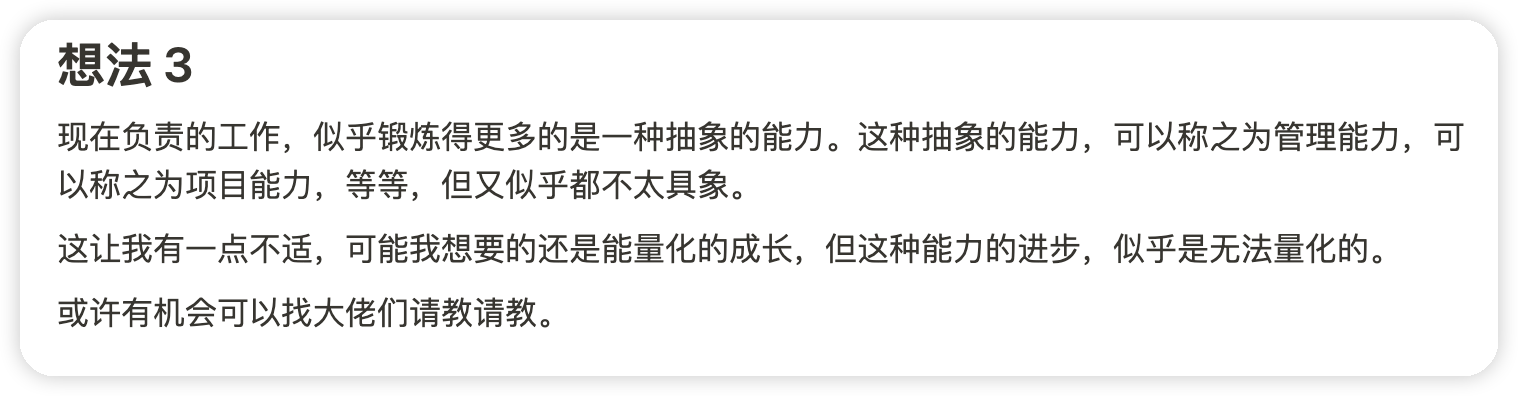 想法 3
现在负责的工作，似乎锻炼得更多的是一种抽象的能力。这种抽象的能力，可以称之为管理能力，可
以称之为项目能力，等等，但又似乎都不太具象。
这让我有一点不适，可能我想要的还是能量化的成长，但这种能力的进步，似乎是无法量化的。
或许有机会可以找大佬们请教请教。